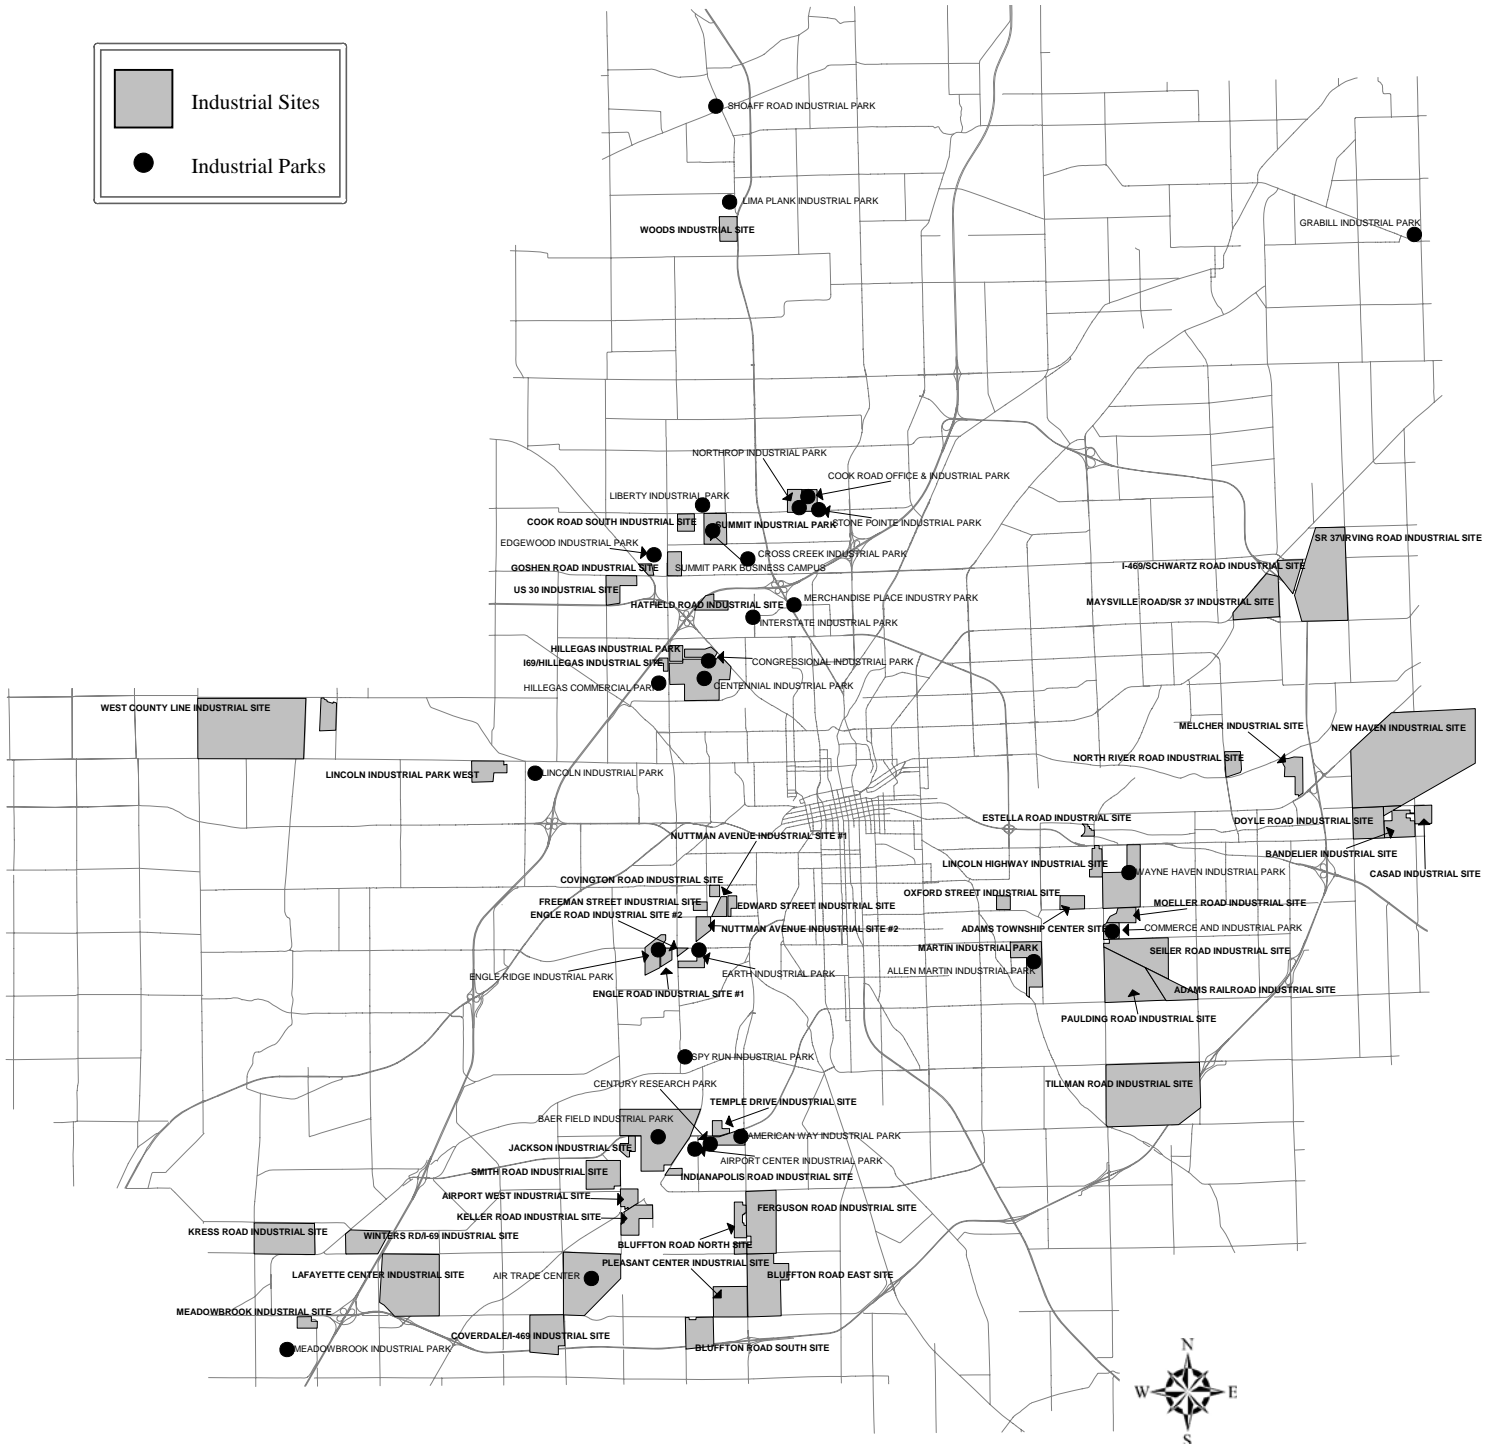 Industrial Sites
Industrial Parks
SHOAFF ROAD INDUSTRIAL PARK
LIMA PLANK INDUSTRIAL PARK
WOODS INDUSTRIAL SITE
GRABILL INDUSTRIAL PARK
NORTHROP INDUSTRIAL PARK
COOK ROAD OFFICE & INDUSTRIAL PARK
LIBERTY INDUSTRIAL PARK
COOK ROAD SOUTH INDUSTRIAL SITE
SUMMIT INDUSTRIAL PARK
STONE POINTE INDUSTRIAL PARK
EDGEWOOD INDUSTRIAL PARK
CROSS CREEK INDUSTRIAL PARK
GOSHEN ROAD INDUSTRIAL SITE
SUMMIT PARK BUSINESS CAMPUS
US 30 INDUSTRIAL SITE
HATFIELD ROAD INDUSTRIAL SITE
MERCHANDISE PLACE INDUSTRY PARK
INTERSTATE INDUSTRIAL PARK
SR 37/IRVING ROAD INDUSTRIAL SITE
I-469/SCHWARTZ ROAD INDUSTRIAL SITE
MAYSVILLE ROAD/SR 37 INDUSTRIAL SITE
HILLEGAS INDUSTRIAL PARK
I69/HILLEGAS INDUSTRIAL SITE
CONGRESSIONAL INDUSTRIAL PARK
HILLEGAS COMMERCIAL PARK
CENTENNIAL INDUSTRIAL PARK
WEST COUNTY LINE INDUSTRIAL SITE
MELCHER INDUSTRIAL SITE
NEW HAVEN INDUSTRIAL SITE
NORTH RIVER ROAD INDUSTRIAL SITE
LINCOLN INDUSTRIAL PARK WEST
LINCOLN INDUSTRIAL PARK
ESTELLA ROAD INDUSTRIAL SITE
DOYLE ROAD INDUSTRIAL SITE
NUTTMAN AVENUE INDUSTRIAL SITE #1
BANDELIER INDUSTRIAL SITE
LINCOLN HIGHWAY INDUSTRIAL SITE
WAYNE HAVEN INDUSTRIAL PARK
CASAD INDUSTRIAL SITE
COVINGTON ROAD INDUSTRIAL SITE
OXFORD STREET INDUSTRIAL SITE
FREEMAN STREET INDUSTRIAL SITE
EDWARD STREET INDUSTRIAL SITE
MOELLER ROAD INDUSTRIAL SITE
ENGLE ROAD INDUSTRIAL SITE #2
NUTTMAN AVENUE INDUSTRIAL SITE #2
ADAMS TOWNSHIP CENTER SITE
COMMERCE AND INDUSTRIAL PARK
MARTIN INDUSTRIAL PARK
SEILER ROAD INDUSTRIAL SITE
ENGLE RIDGE INDUSTRIAL PARK
EARTH INDUSTRIAL PARK
ALLEN MARTIN INDUSTRIAL PARK
ENGLE ROAD INDUSTRIAL SITE #1
ADAMS RAILROAD INDUSTRIAL SITE
PAULDING ROAD INDUSTRIAL SITE
SPY RUN INDUSTRIAL PARK
CENTURY RESEARCH PARK
TILLMAN ROAD INDUSTRIAL SITE
TEMPLE DRIVE INDUSTRIAL SITE
BAER FIELD INDUSTRIAL PARK
AMERICAN WAY INDUSTRIAL PARK
JACKSON INDUSTRIAL SITE
AIRPORT CENTER INDUSTRIAL PARK
SMITH ROAD INDUSTRIAL SITE
INDIANAPOLIS ROAD INDUSTRIAL SITE
AIRPORT WEST INDUSTRIAL SITE
FERGUSON ROAD INDUSTRIAL SITE
KELLER ROAD INDUSTRIAL SITE
KRESS ROAD INDUSTRIAL SITE
WINTERS RD/I-69 INDUSTRIAL SITE
BLUFFTON ROAD NORTH SITE
PLEASANT CENTER INDUSTRIAL SITE
LAFAYETTE CENTER INDUSTRIAL SITE
AIR TRADE CENTER
BLUFFTON ROAD EAST SITE
MEADOWBROOK INDUSTRIAL SITE
COVERDALE/I-469 INDUSTRIAL SITE
MEADOWBROOK INDUSTRIAL PARK
BLUFFTON ROAD SOUTH SITE
N
W E
S